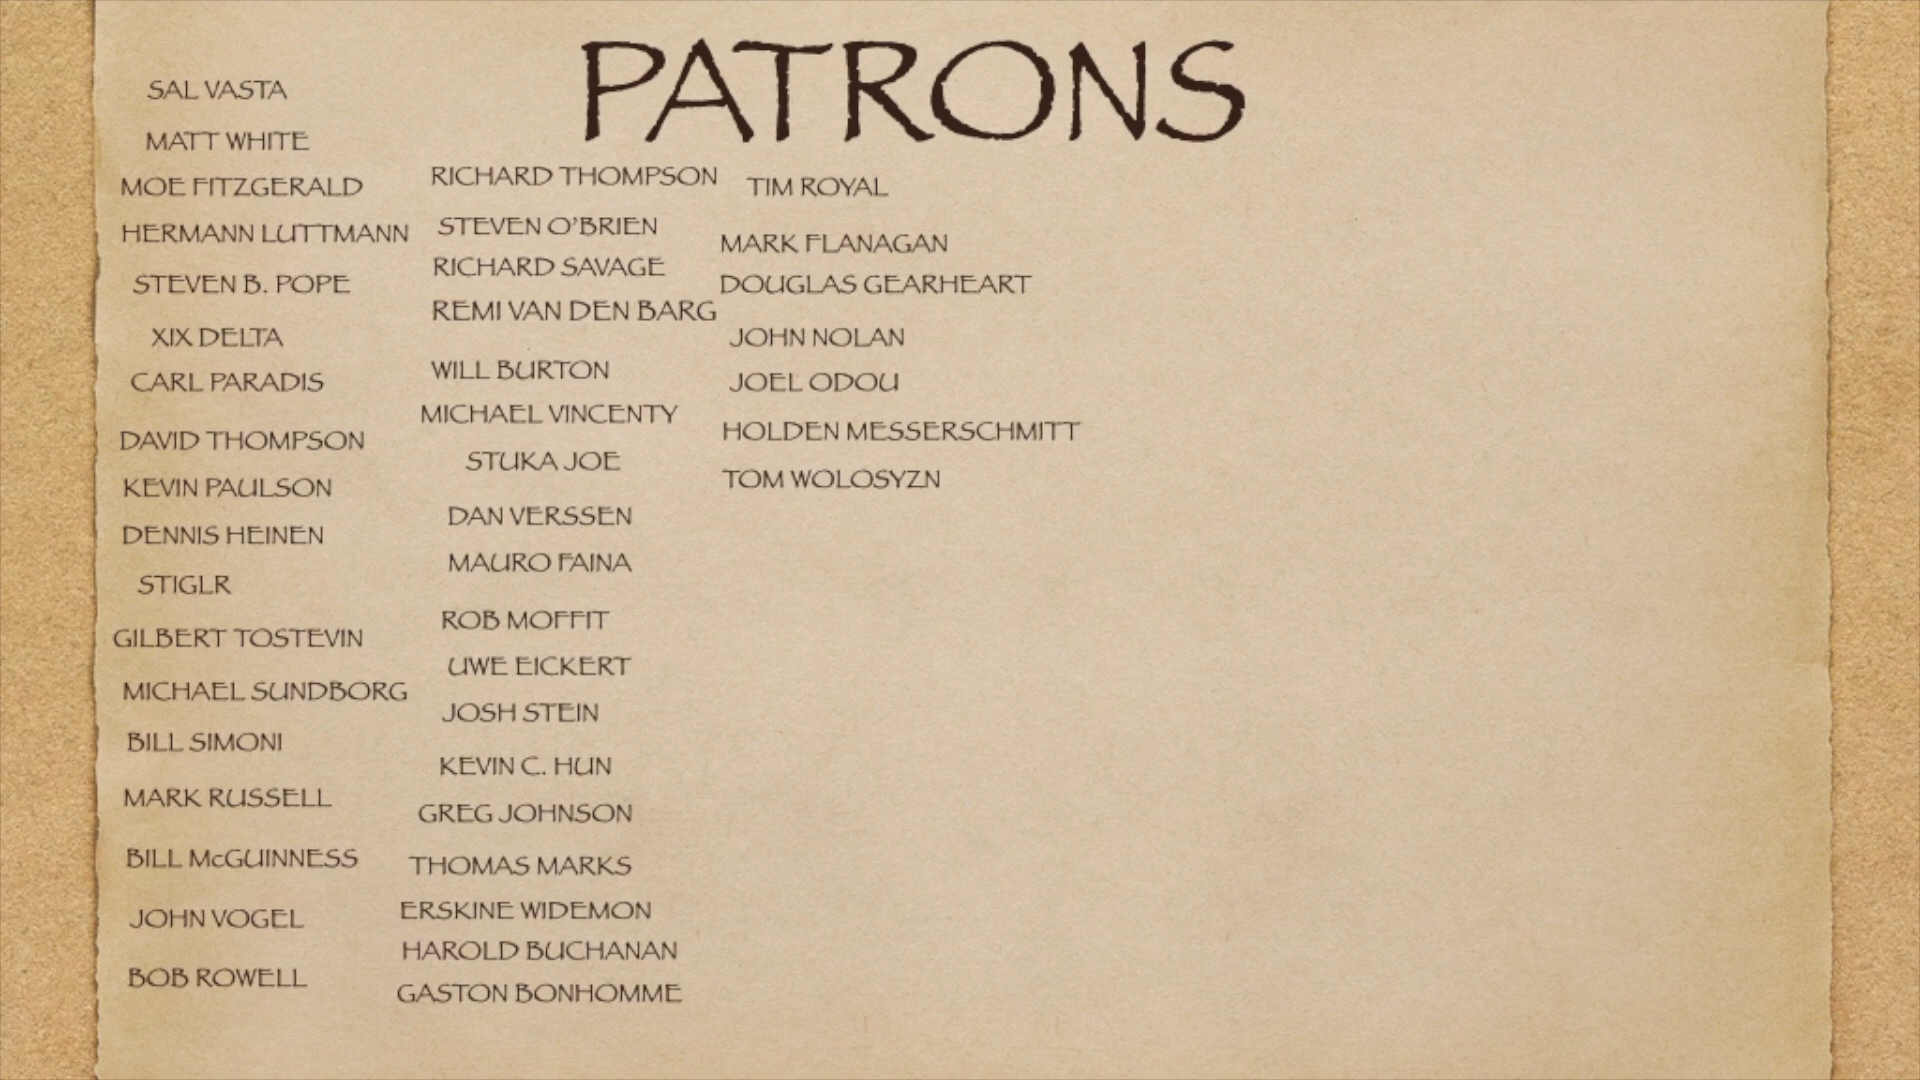 PATRONS
SAL VASTA
MATT WHITE
MOE FITZGERALD
HERMANN LUTTMANN
STEVEN B. POPE
XIX DELTA
CARL PARADIS
DAVID THOMPSON
KEVIN PAULSON
DENNIS HEINEN
STIGLR
GILBERT TOSTEVIN
MICHAEL SUNDBORG
BILL SIMONI
MARK RUSSELL
BILL McGUINNESS
JOHN VOGEL
BOB ROWELL
RICHARD THOMPSON
STEVEN O'BRIEN
RICHARD SAVAGE
REMI VAN DEN BARG
WILL BURTON
MICHAEL VINCENTY
STUKA JOE
DAN VERSSEN
MAURO FAINA
ROB MOFFIT
UWE EICKERT
JOSH STEIN
KEVIN C. HUN
GREG JOHNSON
THOMAS MARKS
ERSKINE WIDEMON
HAROLD BUCHANAN
GASTON BONHOMME
TIM ROYAL
MARK FLANAGAN
DOUGLAS GEARHEART
JOHN NOLAN
JOEL ODOU
HOLDEN MESSERSCHMITT
TOM WOLOSYZN